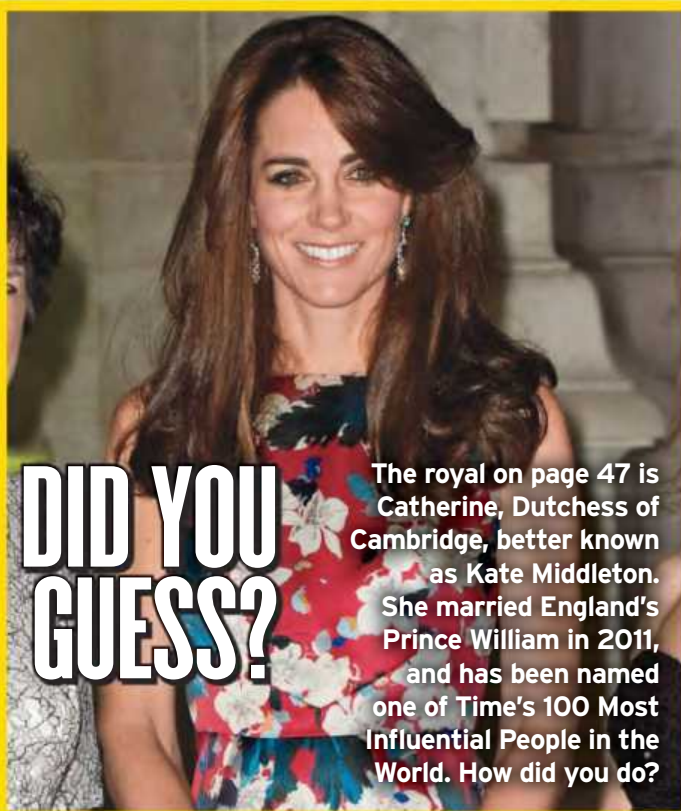 DID YOU
GUESS?
The royal on page 47 is
Catherine, Dutchess of
Cambridge, better known
as Kate Middleton.
She married England's
Prince William in 2011,
and has been named
one of Time's 100 Most
Influential People in the
World. How did you do?